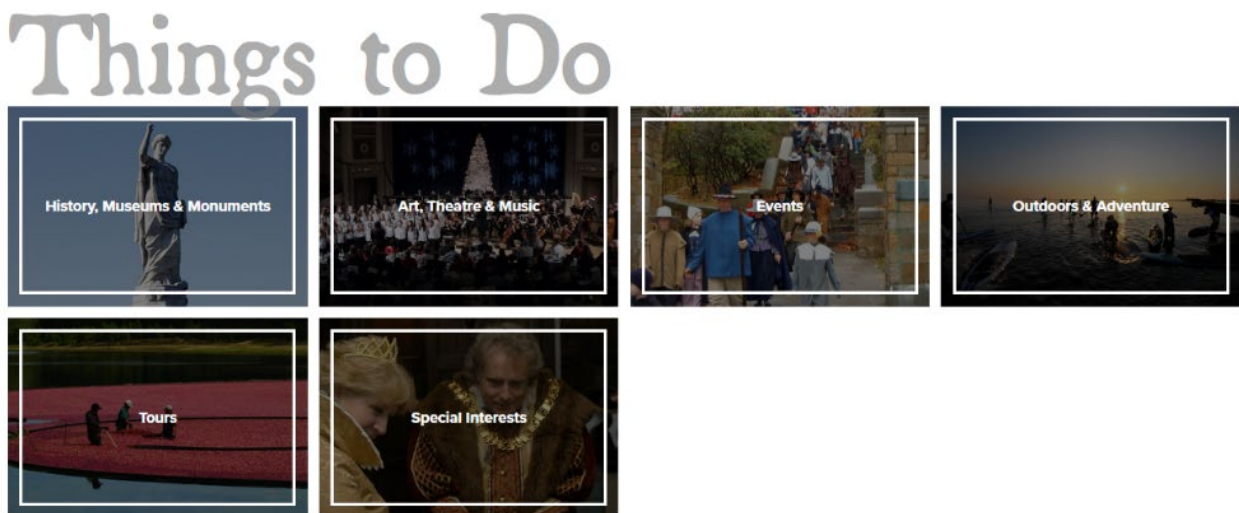 Things to Do
History, Museums & Monuments
Art, Theatre & Music
Events
Outdoors & Adventure
Tours
Special Interests